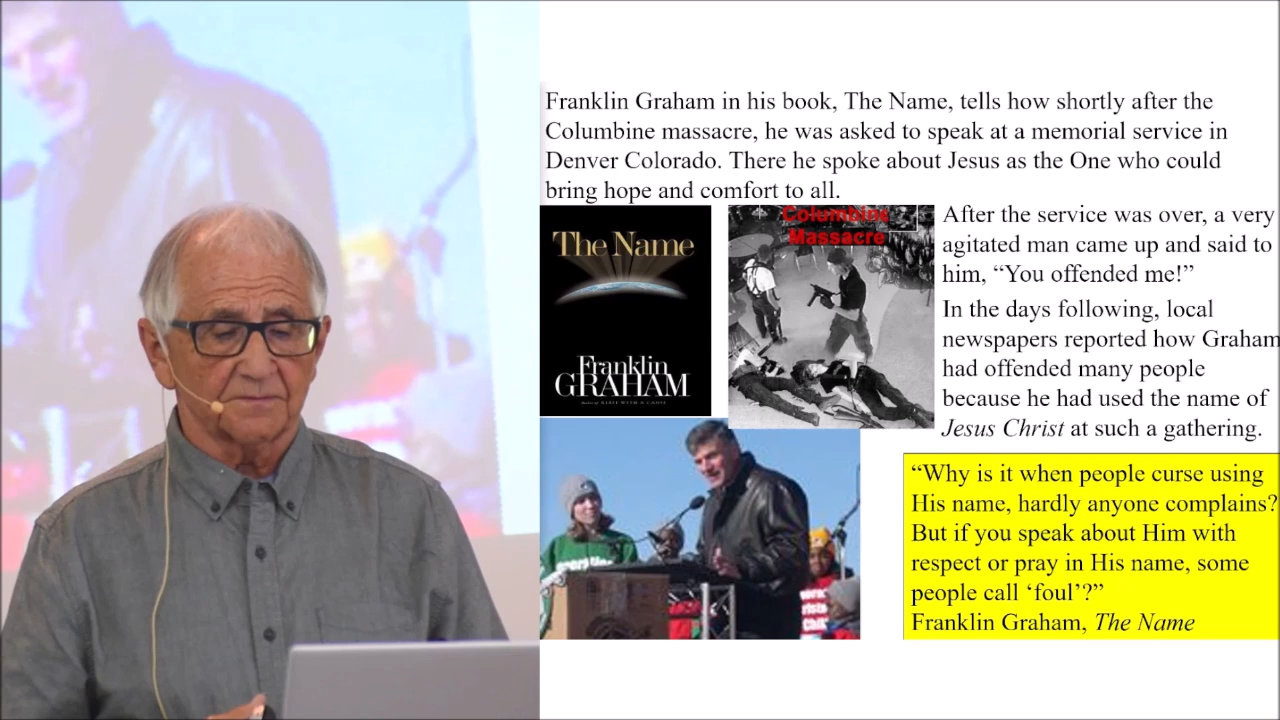 Franklin Graham in his book, The Name, tells how shortly after the
Columbine massacre, he was asked to speak at a memorial service in
Denver Colorado. There he spoke about Jesus as the One who could
bring hope and comfort to all.
The Name
Franklin
GRAHAM
Columbine
Massacre
After the service was over, a very
agitated man came up and said to
him, “You offended me!”
In the days following, local
newspapers reported how Graham
had offended many people
because he had used the name of
Jesus Christ at such a gathering.
“Why is it when people curse using
His name, hardly anyone complains?
But if you speak about Him with
respect or pray in His name, some
people call ‘foul’?”
Franklin Graham, The Name